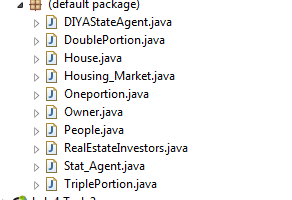 (default package)
DIYAStateAgent.java
DoublePortion.java
House.java
Housing_Market.java
Oneportion.java
Owner.java
People.java
RealEstateInvestors.java
Stat_Agent.java
TriplePortion.java